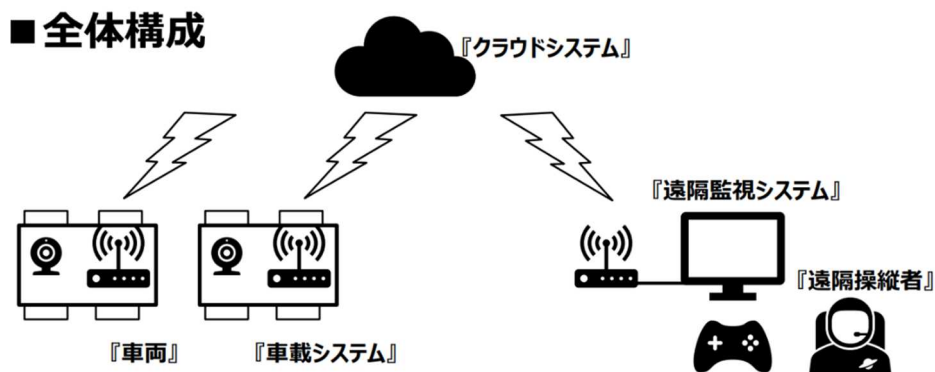 ■全体構成
『クラウドシステム』
『遠隔監視システム』
『遠隔操縦者』
『車両』
『車載システム』